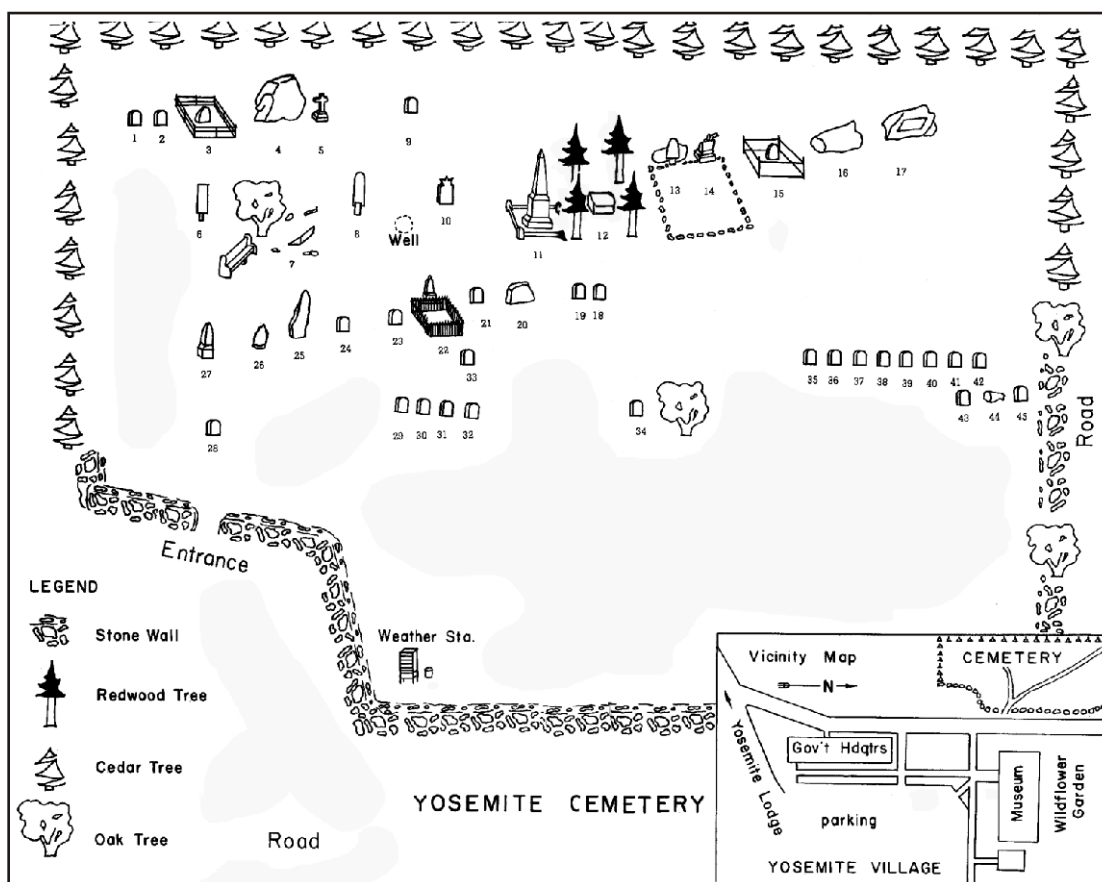 1 2 3 4 5 9
13 14 15 16 17
6 7 8 10 11 12
Well
21 20 19 18
27 26 25 24 23 22
33
35 36 37 38 39 40 41 42
43 44 45
28 29 30 31 32 34
Road
Entrance
LEGEND
Stone Wall
Redwood Tree
Cedar Tree
Oak Tree
Weather Sta.
YOSEMITE CEMETERY
Road
Vicinity Map
CEMETERY
N
Yosemite Lodge
Gov't Hdqtrs
Museum
Wildflower
Garden
parking
YOSEMITE VILLAGE